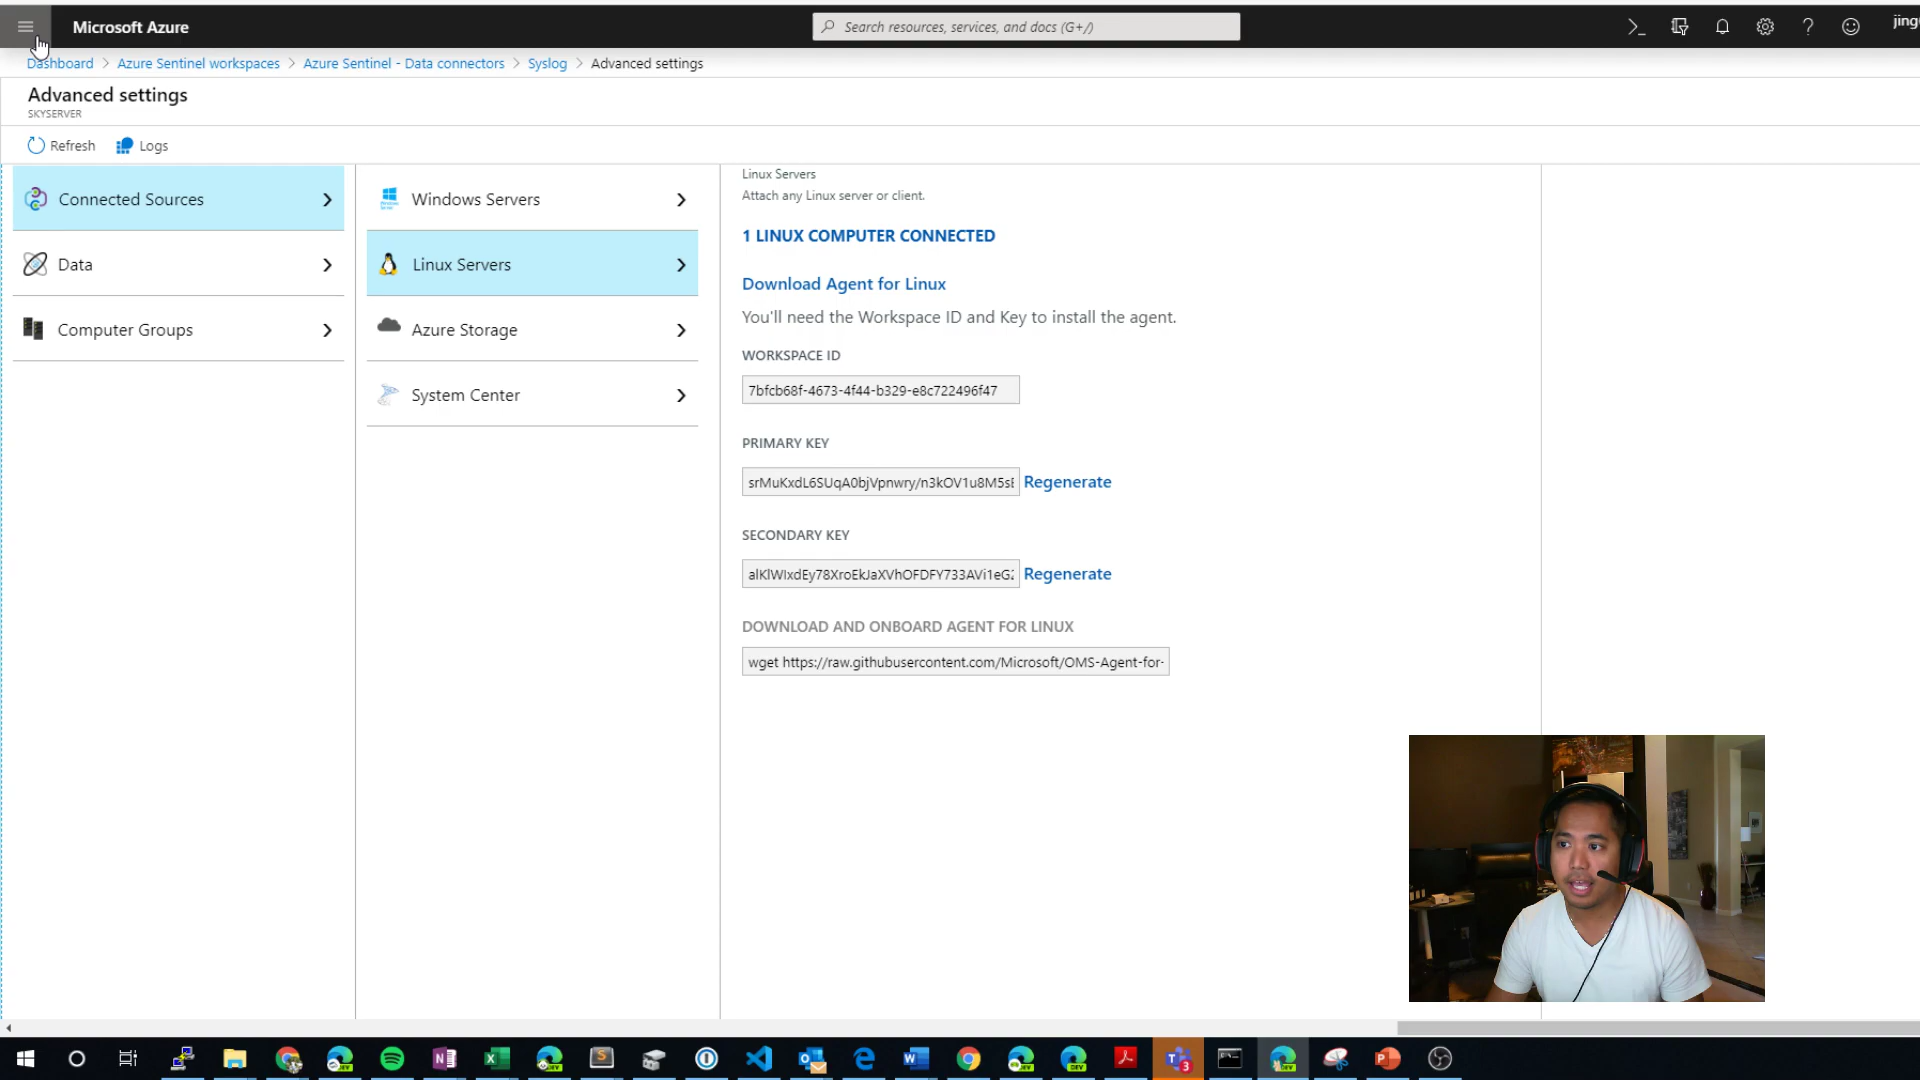 Microsoft Azure
Search resources, services, and docs (G+/)
Dashboard > Azure Sentinel workspaces > Azure Sentinel - Data connectors > Syslog > Advanced settings
Advanced settings
SKYSERVER
Refresh
Logs
Connected Sources
Data
Computer Groups
Windows Servers
Linux Servers
Azure Storage
System Center
Linux Servers
Attach any Linux server or client.
1 LINUX COMPUTER CONNECTED
Download Agent for Linux
You'll need the Workspace ID and Key to install the agent.
WORKSPACE ID
7bfcb68f-4673-4f44-b329-e8c722496f47
PRIMARY KEY
Regenerate
SECONDARY KEY
Regenerate
DOWNLOAD AND ONBOARD AGENT FOR LINUX
wget https://raw.githubusercontent.com/Microsoft/OMS-Agent-for-